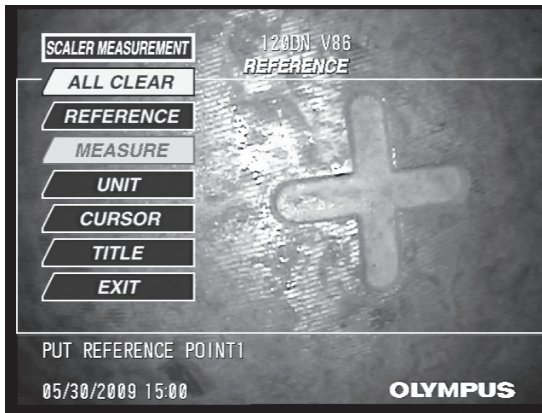 SCALER MEASUREMENT
120DN V86
REFERENCE
ALL CLEAR
REFERENCE
MEASURE
UNIT
CURSOR
TITLE
EXIT
PUT REFERENCE POINT1
05/30/2009 15:00
OLYMPUS